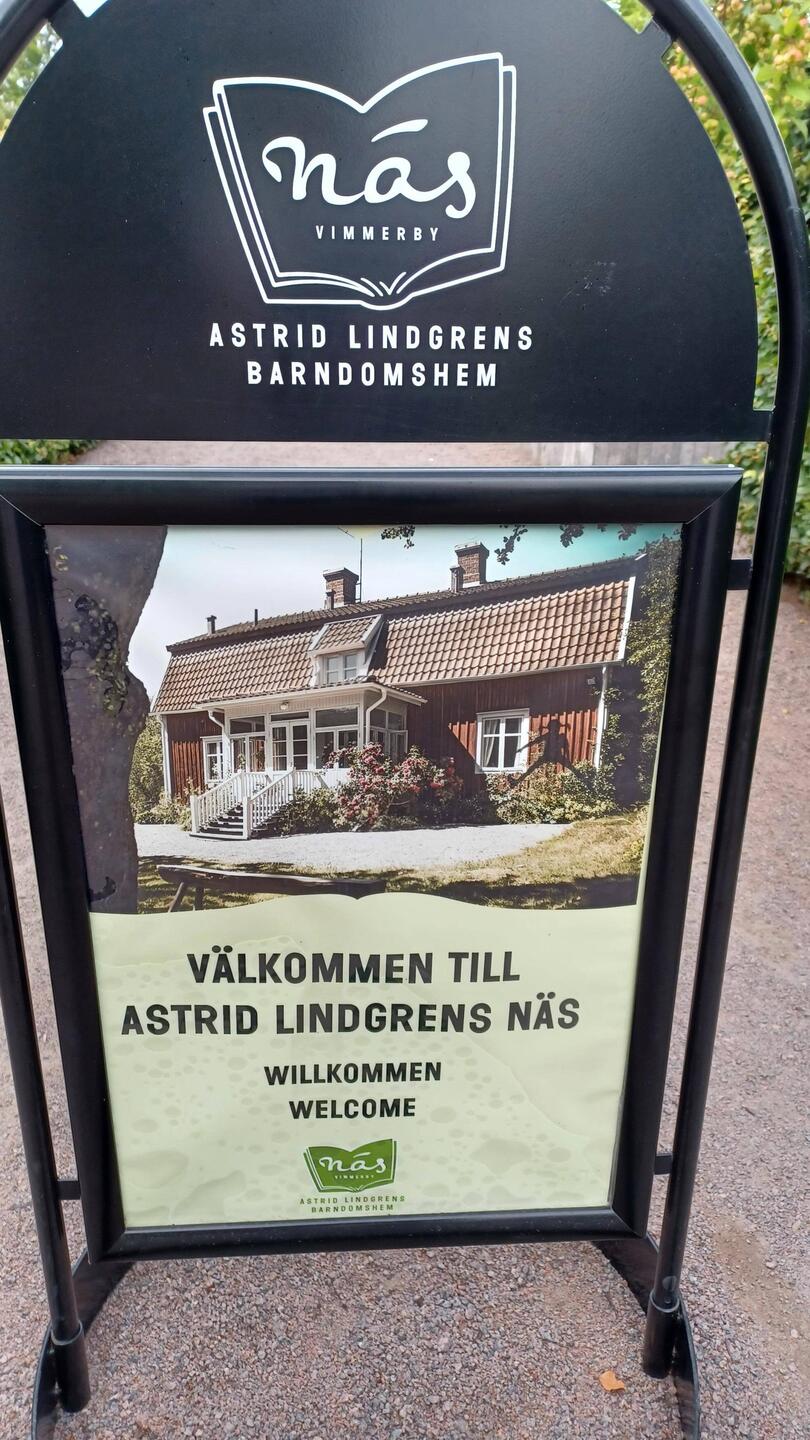 näs
VIMMERBY
ASTRID LINDGRENS
BARNDOMSHEM
VÄLKOMMEN TILL
ASTRID LINDGRENS NÄS
WILLKOMMEN
WELCOME
näs
VIMMERBY
ASTRID LINDGRENS
BARNDOMSHEM